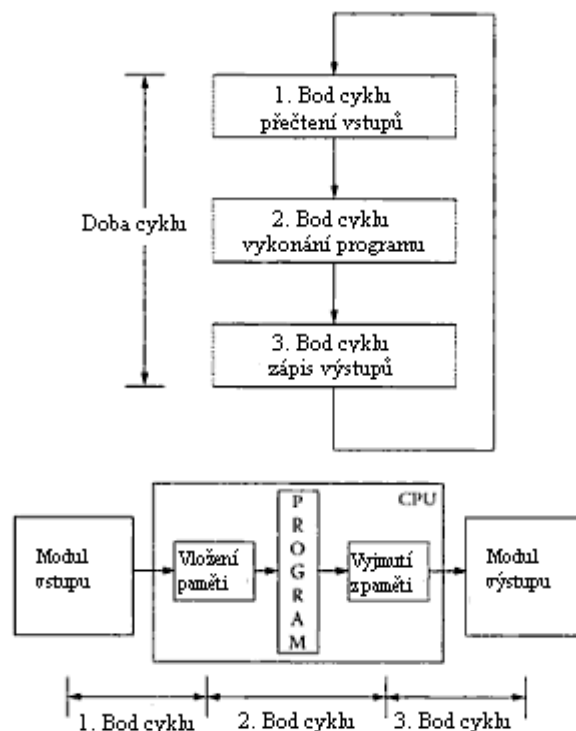 1. Bod cyklu
přečtení vstupů
Doba cyklu
2. Bod cyklu
vykonání programu
3. Bod cyklu
zápis výstupů
CPU
PROGRAM
Modul
vstupu
Vložení
paměti
Vyjmutí
z paměti
Modul
výstupu
1. Bod cyklu
2. Bod cyklu
3. Bod cyklu